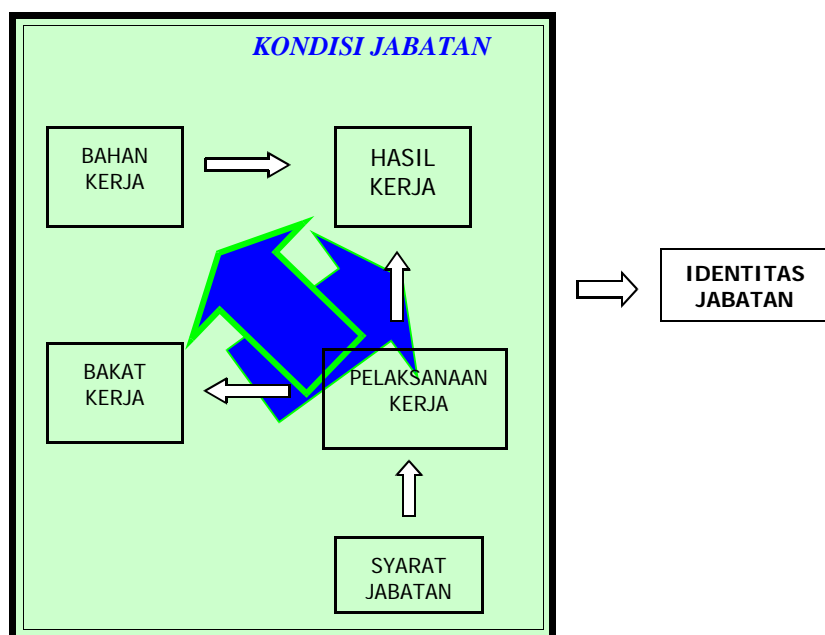 KONDISI JABATAN
BAHAN
KERJA
HASIL
KERJA
IDENTITAS
JABATAN
BAKAT
KERJA
PELAKSANAAN
KERJA
SYARAT
JABATAN